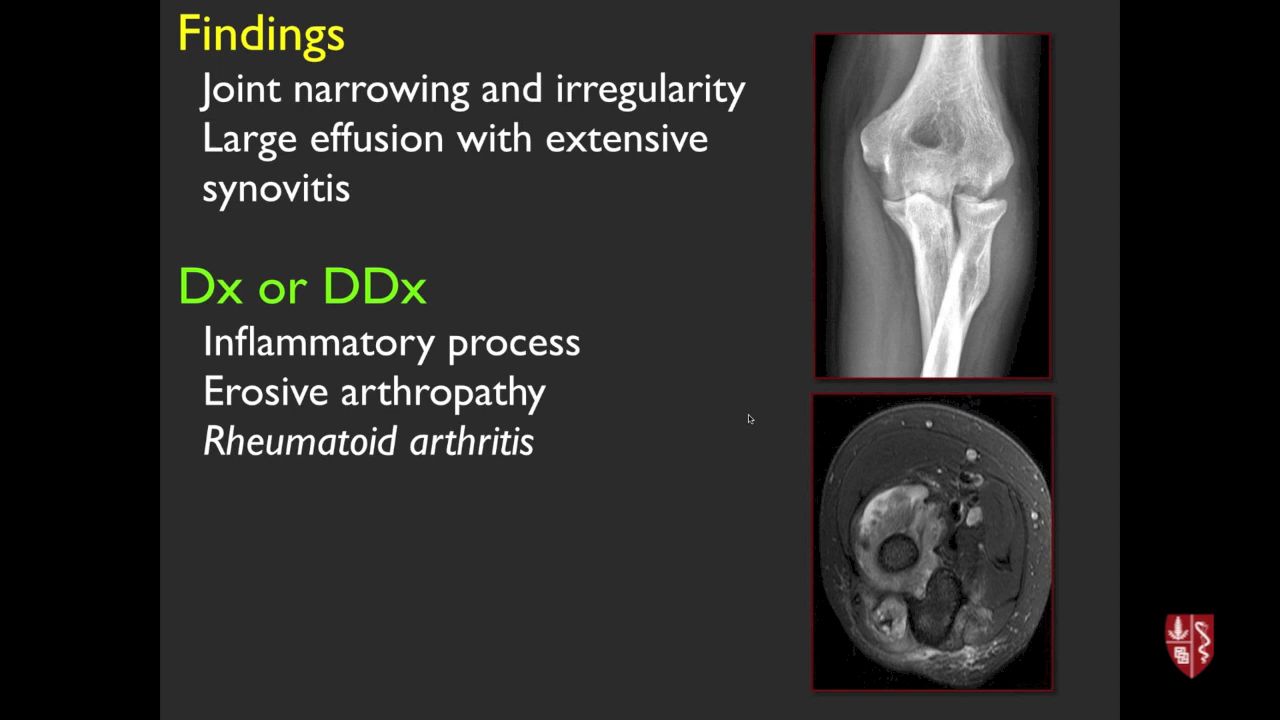 Findings
Joint narrowing and irregularity
Large effusion with extensive
synovitis
Dx or DDx
Inflammatory process
Erosive arthropathy
Rheumatoid arthritis